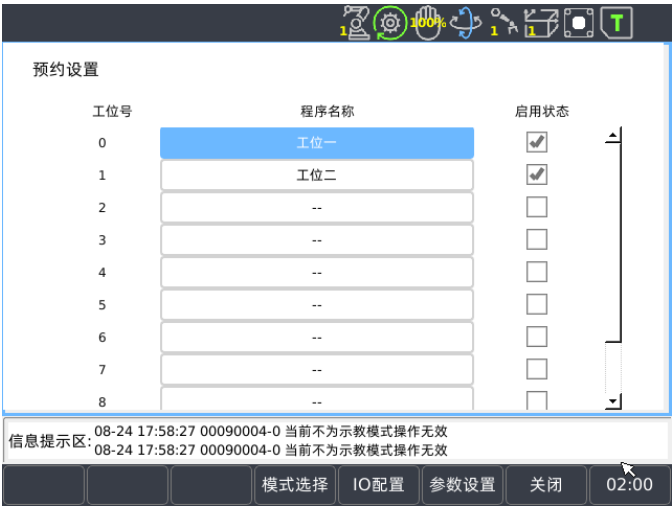 1 100% 1 1 T
预约设置
工位号 程序名称 启用状态
0 工位一
1 工位二
2 --
3 --
4 --
5 --
6 --
7 --
8 --
信息提示区: 08-24 17:58:27 00090004-0 当前不为示教模式操作无效
08-24 17:58:27 00090004-0 当前不为示教模式操作无效
模式选择 IO配置 参数设置 关闭 02:00